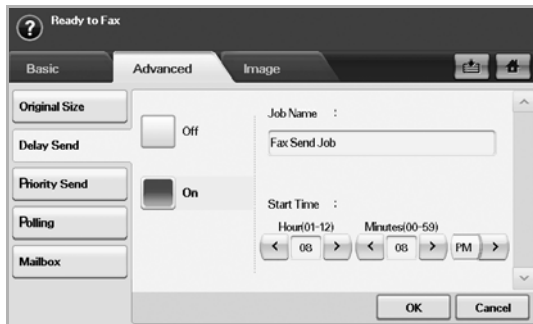 Ready to Fax
Basic
Advanced
Image
Original Size
Delay Send
Priority Send
Polling
Mailbox
Off
On
Job Name :
Fax Send Job
Start Time :
Hour(01-12) Minutes(00-59)
< 08 > < 08 > PM >
OK
Cancel